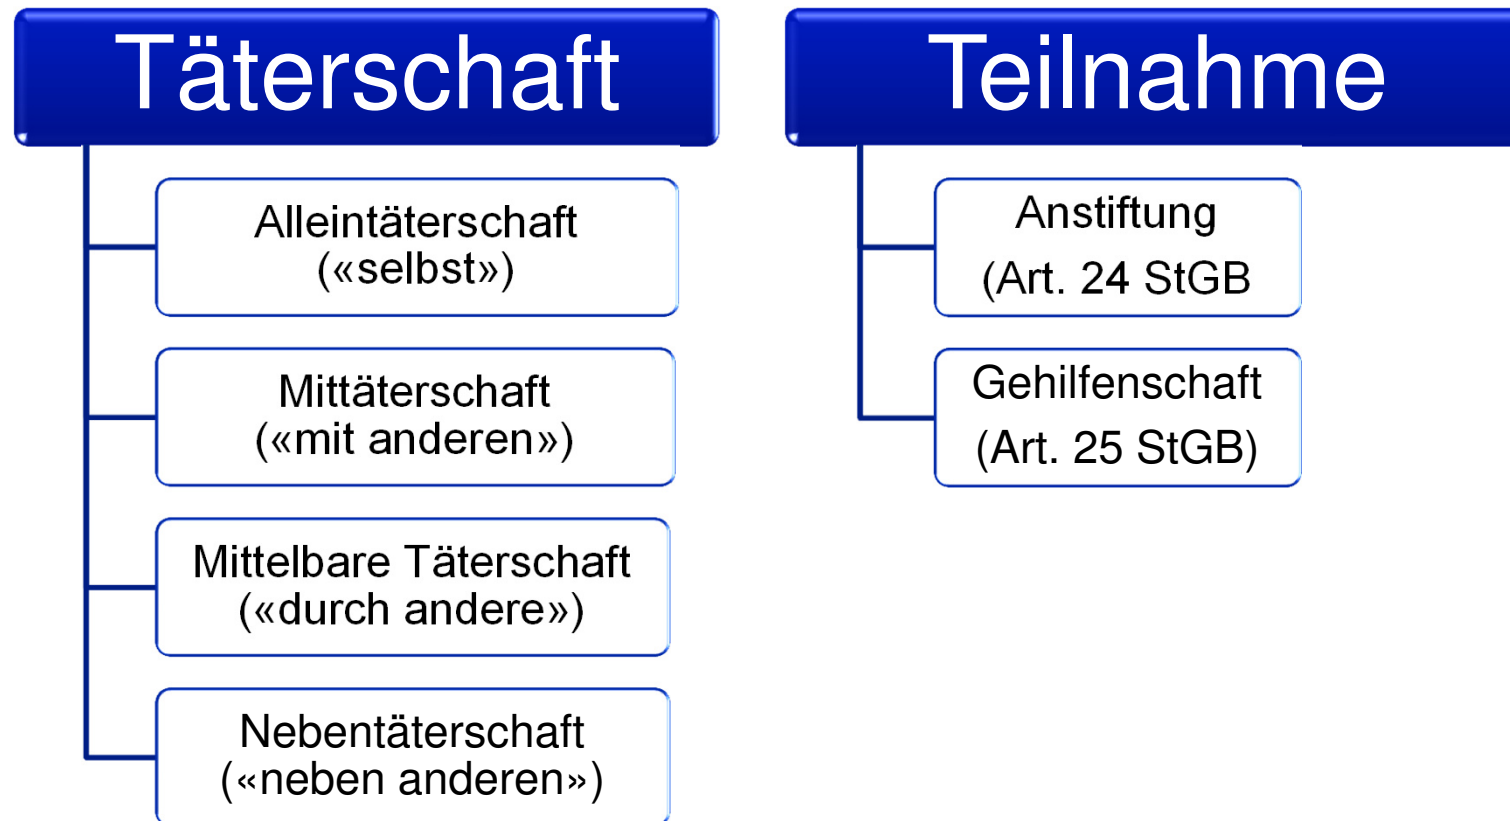 Täterschaft
Alleintäterschaft
(«selbst»)
Mittäterschaft
(«mit anderen»)
Mittelbare Täterschaft
(«durch andere»)
Nebentäterschaft
(«neben anderen»)
Teilnahme
Anstiftung
(Art. 24 StGB
Gehilfenschaft
(Art. 25 StGB)